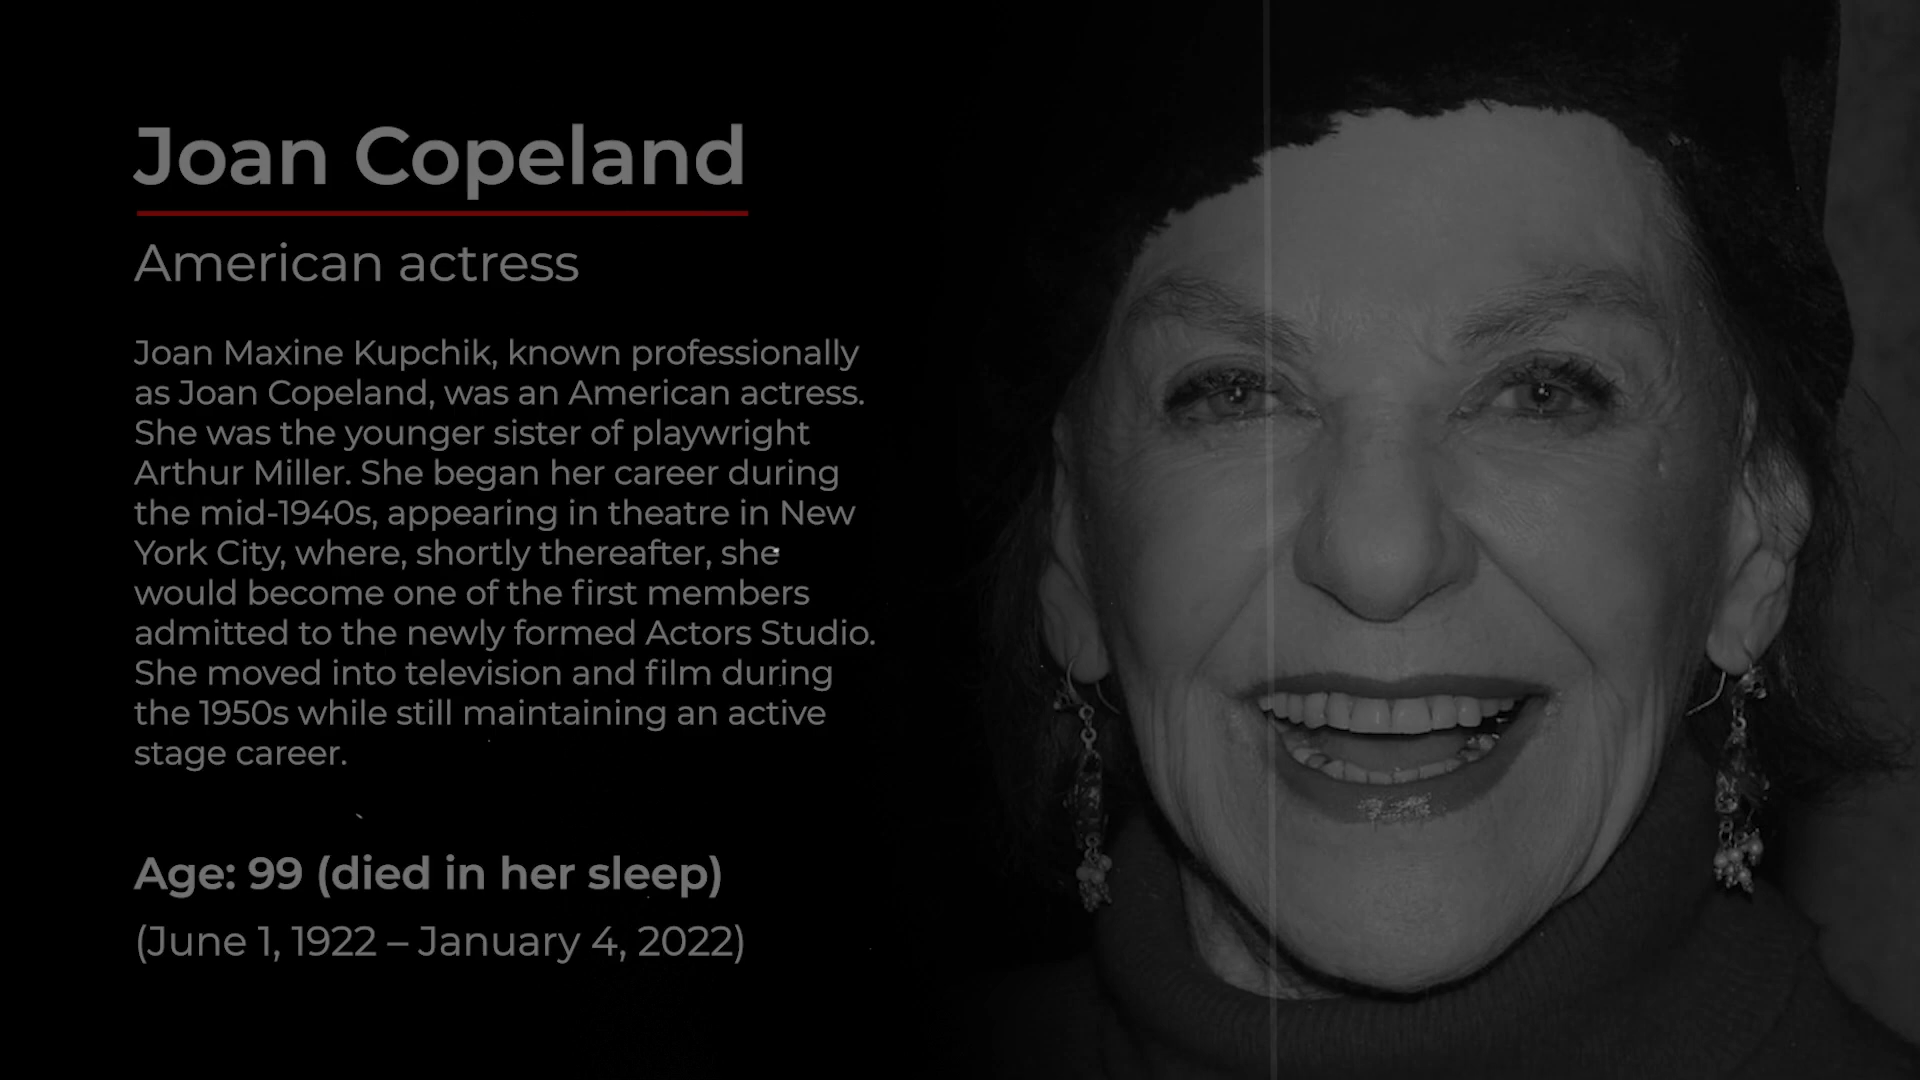 Joan Copeland
American actress
Joan Maxine Kupchik, known professionally
as Joan Copeland, was an American actress.
She was the younger sister of playwright
Arthur Miller. She began her career during
the mid-1940s, appearing in theatre in New
York City, where, shortly thereafter, she
would become one of the first members
admitted to the newly formed Actors Studio.
She moved into television and film during
the 1950s while still maintaining an active
stage career.
Age: 99 (died in her sleep)
(June 1, 1922 – January 4, 2022)